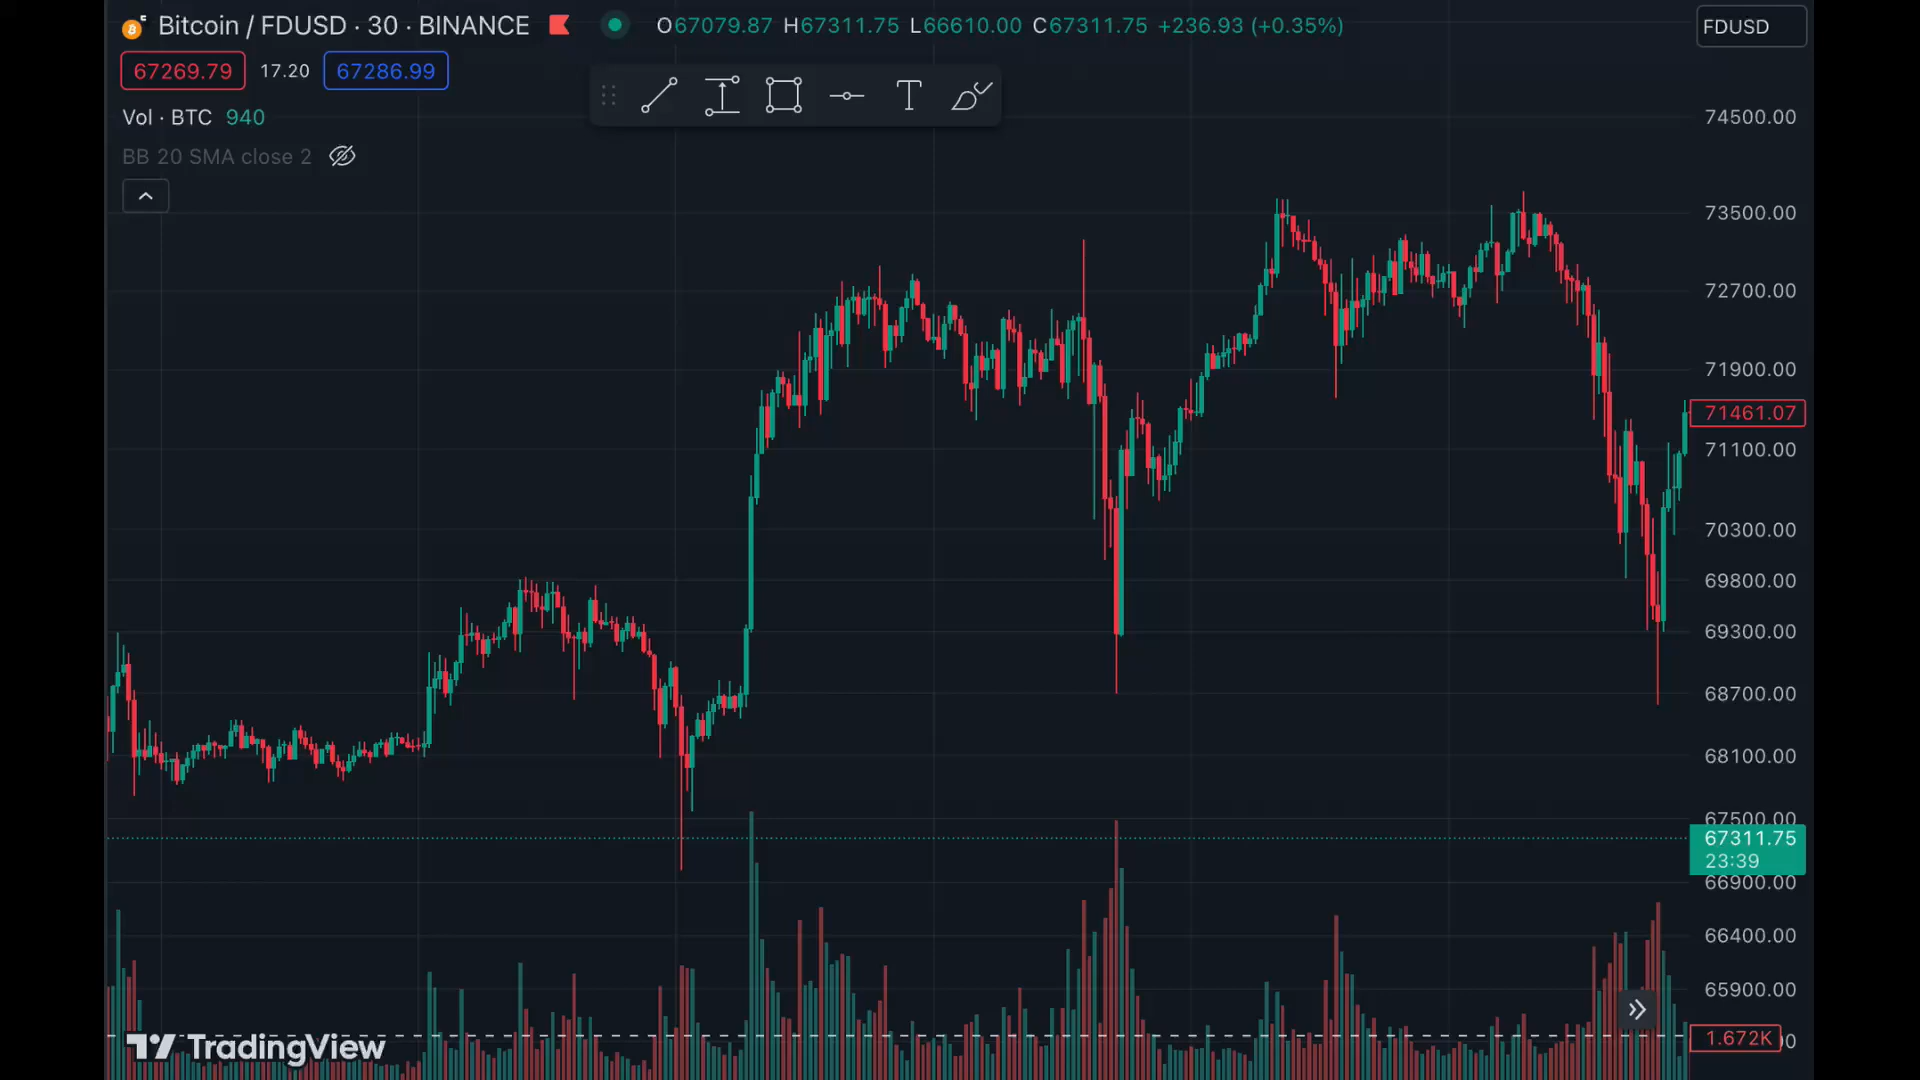 Bitcoin / FDUSD · 30 · BINANCE O67079.87 H67311.75 L66610.00 C67311.75 +236.93 (+0.35%)
FDUSD
67269.79 17.20 67286.99
Vol · BTC 940
BB 20 SMA close 2
T
74500.00
73500.00
72700.00
71900.00
71461.07
71100.00
70300.00
69800.00
69300.00
68700.00
68100.00
67500.00
67311.75
23:39
66900.00
66400.00
65900.00
1.672K
TradingView